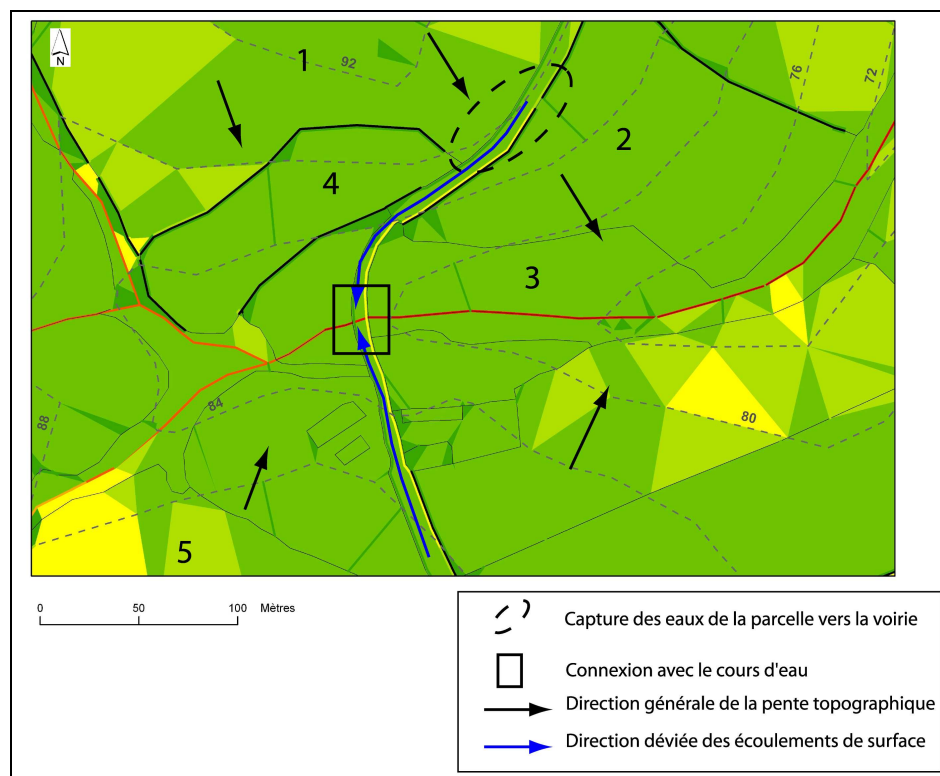 N
1
92
76
72
2
4
3
84
88
80
5
0 50 100 Mètres
Capture des eaux de la parcelle vers la voirie
Connexion avec le cours d'eau
Direction générale de la pente topographique
Direction déviée des écoulements de surface